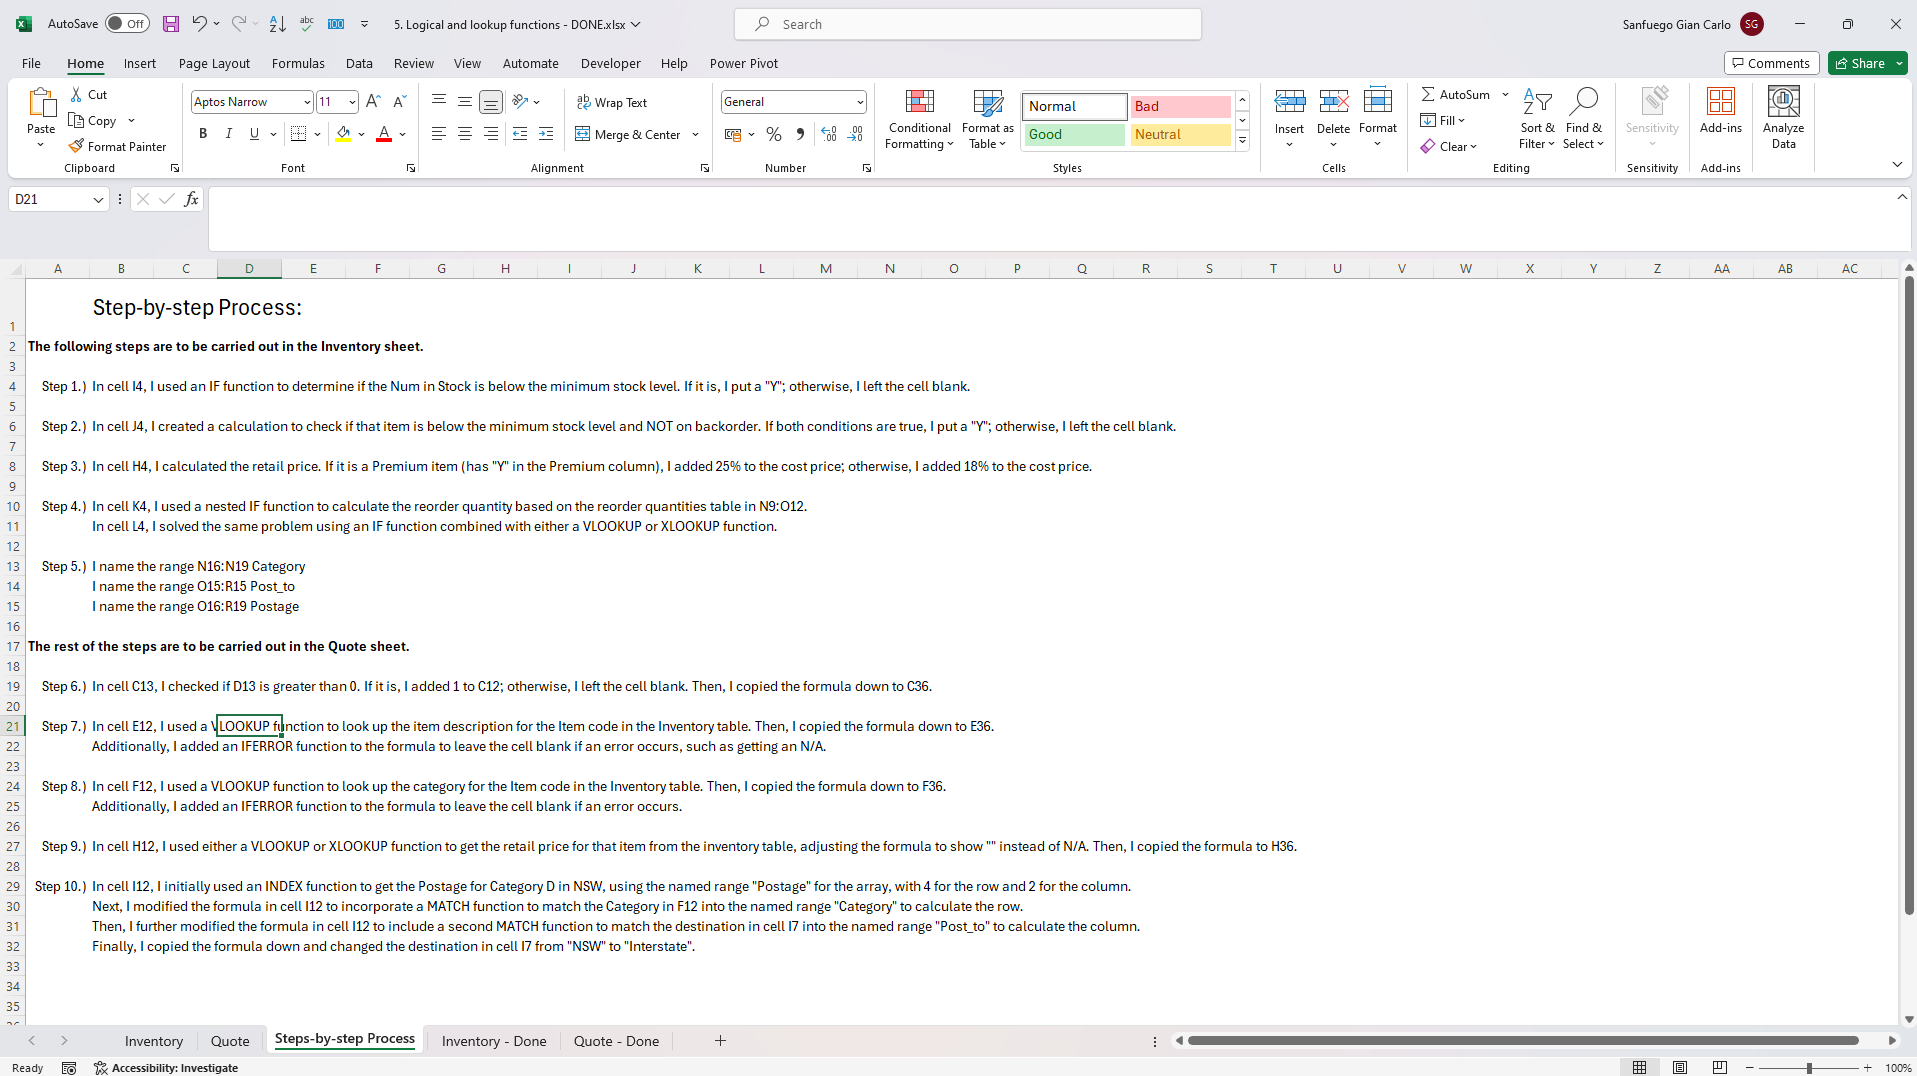 AutoSave Off 5. Logical and lookup functions - DONE.xlsx Search Sanfuego Gian Carlo SG
File Home Insert Page Layout Formulas Data Review View Automate Developer Help Power Pivot Comments Share
Paste Cut Copy Format Painter
Clipboard
Aptos Narrow 11
B I U
Font
Wrap Text
Merge & Center
Alignment
General
Number
Conditional Formatting Format as Table
Normal Bad
Good Neutral
Styles
Insert Delete Format
Cells
AutoSum
Fill
Clear
Sort & Filter Find & Select
Editing
Sensitivity
Sensitivity
Add-ins
Add-ins
Analyze Data
D21 fx
A B C D E F G H I J K L M N O P Q R S T U V W X Y Z AA AB AC
1 Step-by-step Process:
2 The following steps are to be carried out in the Inventory sheet.
3
4 Step 1.) In cell I4, I used an IF function to determine if the Num in Stock is below the minimum stock level. If it is, I put a "Y"; otherwise, I left the cell blank.
5
6 Step 2.) In cell J4, I created a calculation to check if that item is below the minimum stock level and NOT on backorder. If both conditions are true, I put a "Y"; otherwise, I left the cell blank.
7
8 Step 3.) In cell H4, I calculated the retail price. If it is a Premium item (has "Y" in the Premium column), I added 25% to the cost price; otherwise, I added 18% to the cost price.
9
10 Step 4.) In cell K4, I used a nested IF function to calculate the reorder quantity based on the reorder quantities table in N9:O12.
11 In cell L4, I solved the same problem using an IF function combined with either a VLOOKUP or XLOOKUP function.
12
13 Step 5.) I name the range N16:N19 Category
14 I name the range O15:R15 Post_to
15 I name the range O16:R19 Postage
16
17 The rest of the steps are to be carried out in the Quote sheet.
18
19 Step 6.) In cell C13, I checked if D13 is greater than 0. If it is, I added 1 to C12; otherwise, I left the cell blank. Then, I copied the formula down to C36.
20
21 Step 7.) In cell E12, I used a VLOOKUP function to look up the item description for the Item code in the Inventory table. Then, I copied the formula down to E36.
22 Additionally, I added an IFERROR function to the formula to leave the cell blank if an error occurs, such as getting an N/A.
23
24 Step 8.) In cell F12, I used a VLOOKUP function to look up the category for the Item code in the Inventory table. Then, I copied the formula down to F36.
25 Additionally, I added an IFERROR function to the formula to leave the cell blank if an error occurs.
26
27 Step 9.) In cell H12, I used either a VLOOKUP or XLOOKUP function to get the retail price for that item from the inventory table, adjusting the formula to show "" instead of N/A. Then, I copied the formula to H36.
28
29 Step 10.) In cell I12, I initially used an INDEX function to get the Postage for Category D in NSW, using the named range "Postage" for the array, with 4 for the row and 2 for the column.
30 Next, I modified the formula in cell I12 to incorporate a MATCH function to match the Category in F12 into the named range "Category" to calculate the row.
31 Then, I further modified the formula in cell I12 to include a second MATCH function to match the destination in cell I7 into the named range "Post_to" to calculate the column.
32 Finally, I copied the formula down and changed the destination in cell I7 from "NSW" to "Interstate".
33
34
35
Inventory Quote Steps-by-step Process Inventory - Done Quote - Done
Ready Accessibility: Investigate 100%